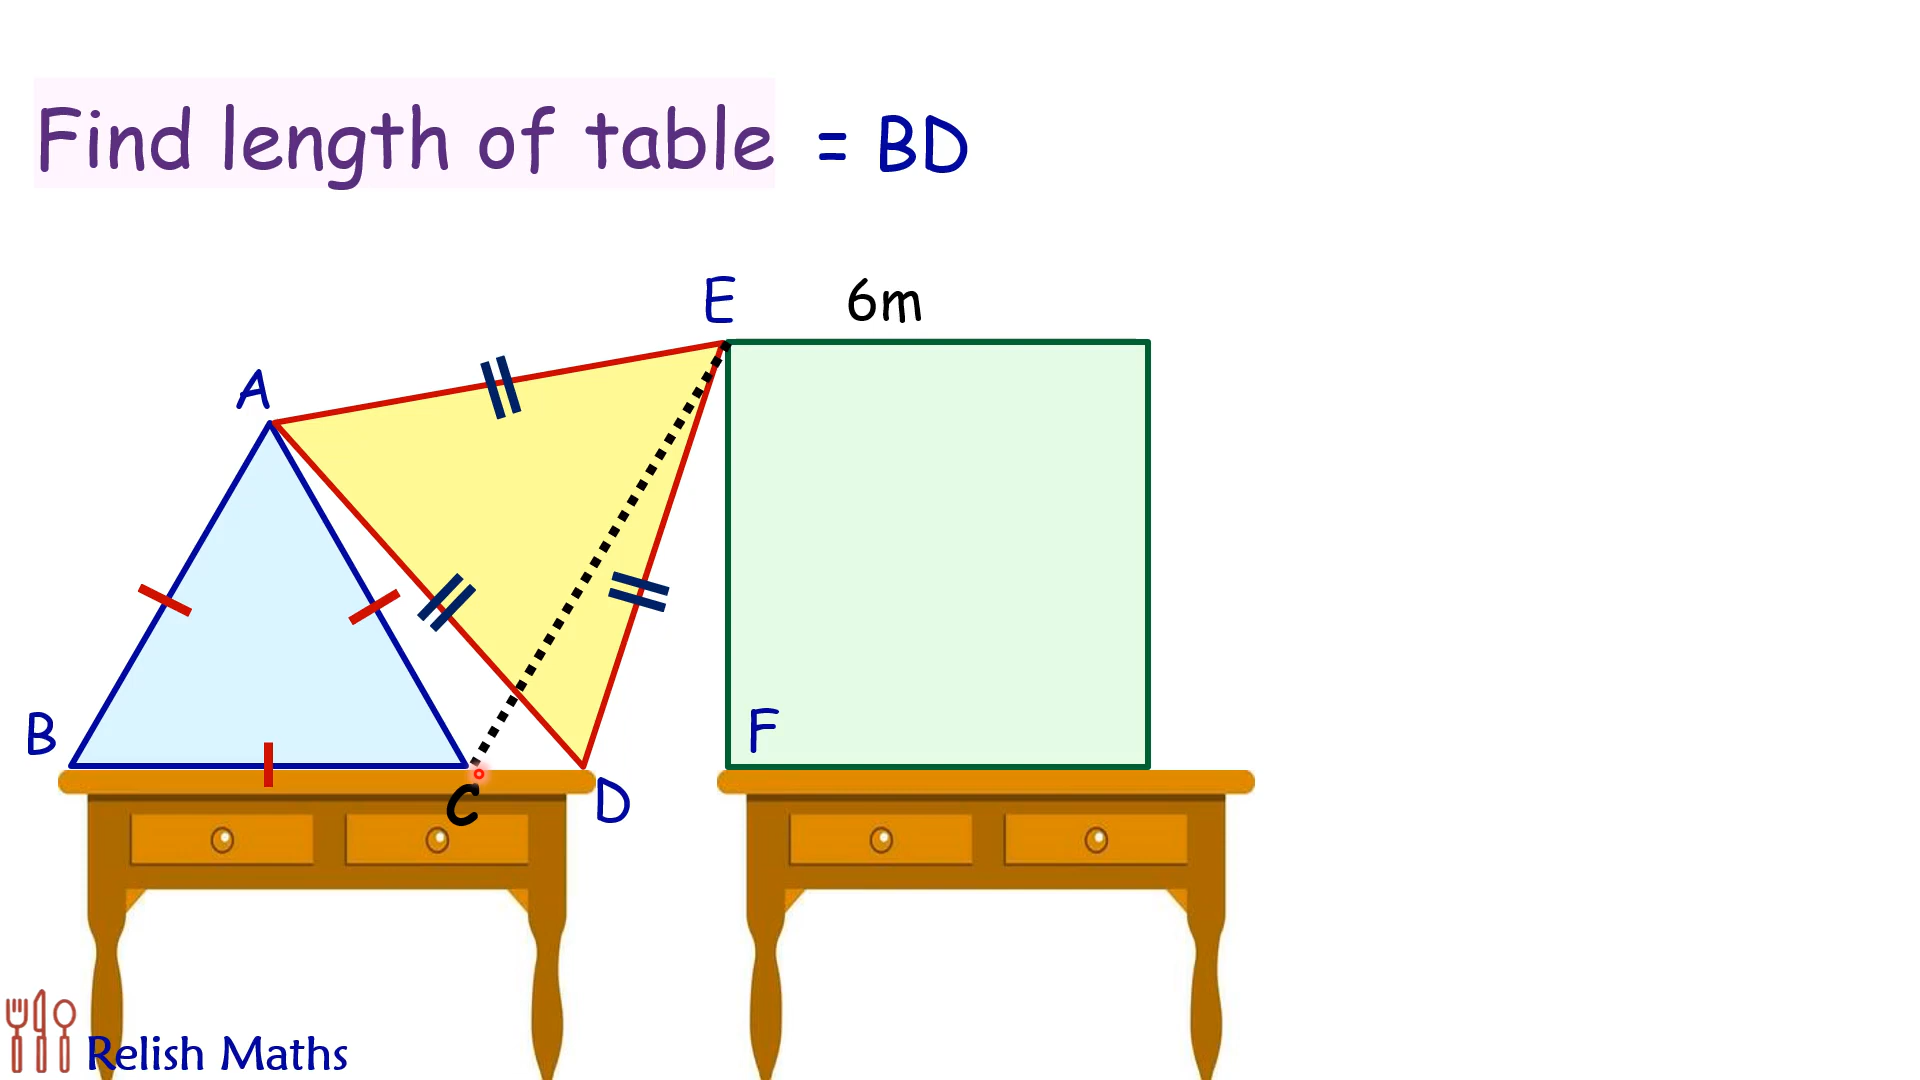 Find length of table = BD
E 6m
A
B
F
C
D
Relish Maths